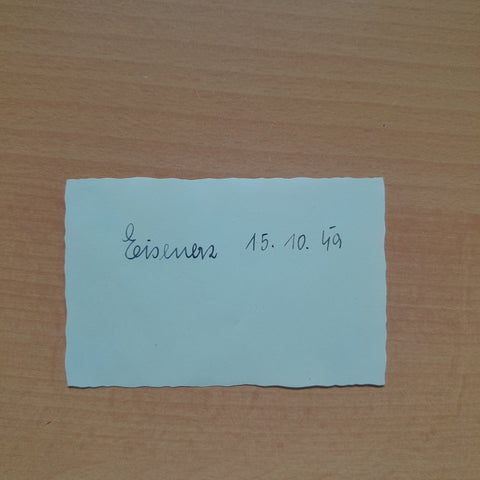 Eisenerz 15. 10. 49